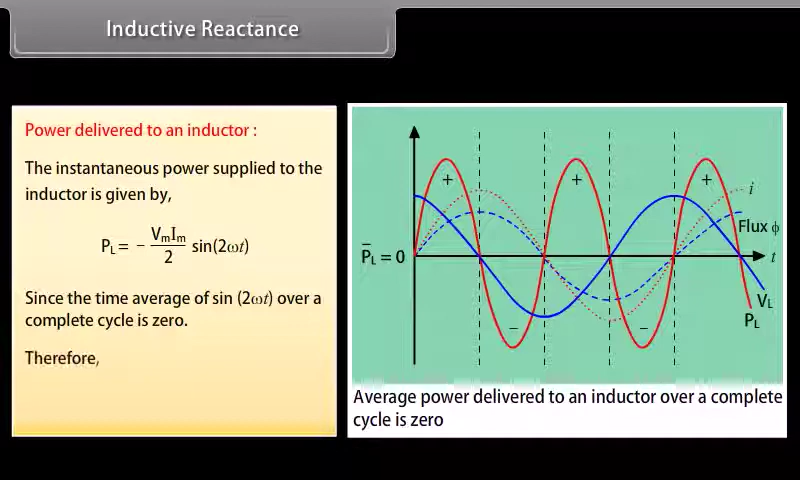 Inductive Reactance
Power delivered to an inductor :
The instantaneous power supplied to the
inductor is given by,
P_L = − V_mI_m/2 sin(2ωt)
Since the time average of sin (2ωt) over a
complete cycle is zero.
Therefore,
+ + +
i
Flux ϕ
P̅_L = 0
t
V_L
P_L
− −
Average power delivered to an inductor over a complete
cycle is zero